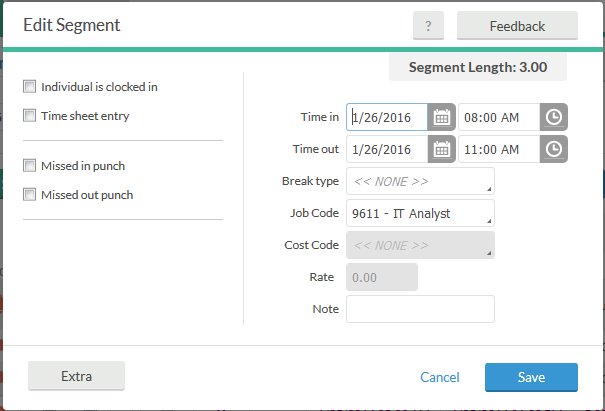 Edit Segment
?
Feedback
Segment Length: 3.00
Individual is clocked in
Time sheet entry
Missed in punch
Missed out punch
Time in 1/26/2016 08:00 AM
Time out 1/26/2016 11:00 AM
Break type << NONE >>
Job Code 9611 - IT Analyst
Cost Code << NONE >>
Rate 0.00
Note
Extra
Cancel
Save